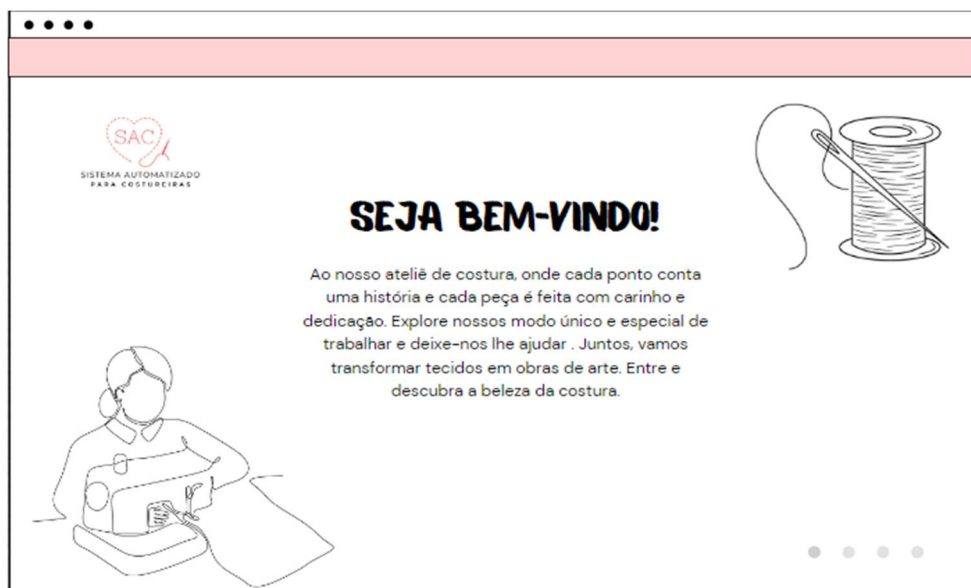 SAC
SISTEMA AUTOMATIZADO
PARA COSTUREIRAS
SEJA BEM-VINDO!
Ao nosso ateliê de costura, onde cada ponto conta
uma história e cada peça é feita com carinho e
dedicação. Explore nossos modo único e especial de
trabalhar e deixe-nos lhe ajudar . Juntos, vamos
transformar tecidos em obras de arte. Entre e
descubra a beleza da costura.